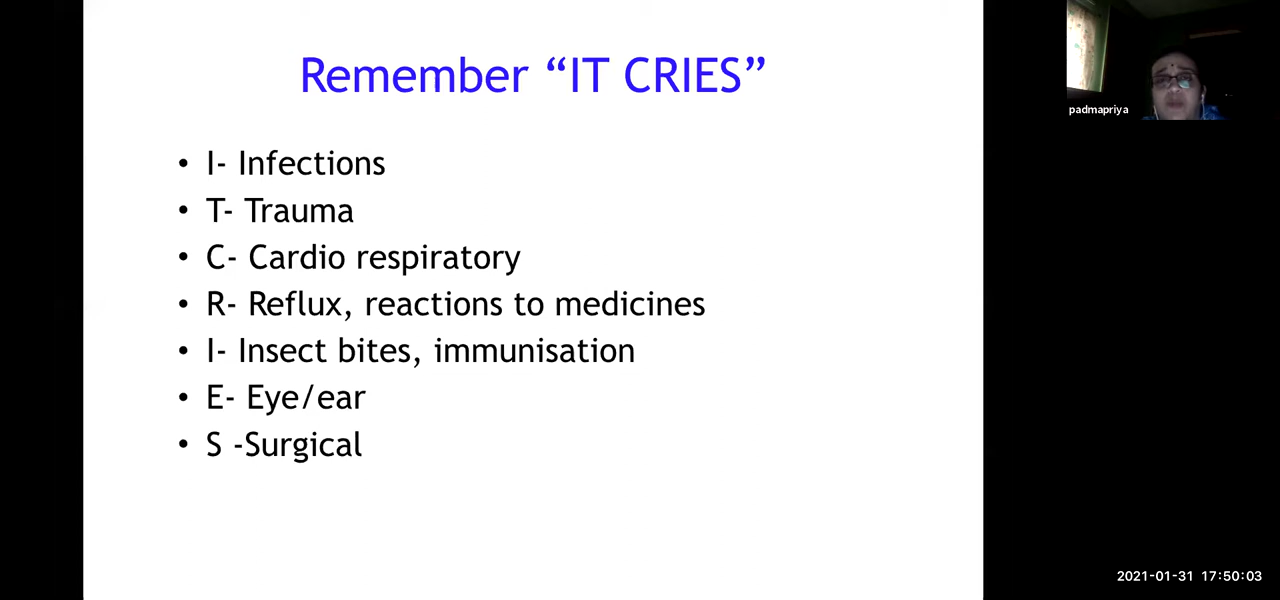 Remember “IT CRIES”
• I- Infections
• T- Trauma
• C- Cardio respiratory
• R- Reflux, reactions to medicines
• I- Insect bites, immunisation
• E- Eye/ear
• S -Surgical
padmapriya
2021-01-31 17:50:03